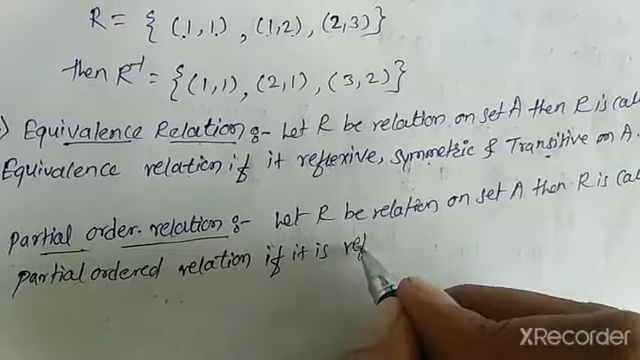 R = { (1,1), (1,2), (2,3)}
then R⁻¹ = {(1,1), (2,1), (3,2)}
) Equivalence Relation :- Let R be relation on set A then R is cal
Equivalence relation if it reflexive, symmetric & Transitive on A.
Partial order relation :- Let R be relation on set A then R is cal
partial ordered relation if it is ref
XRecorder